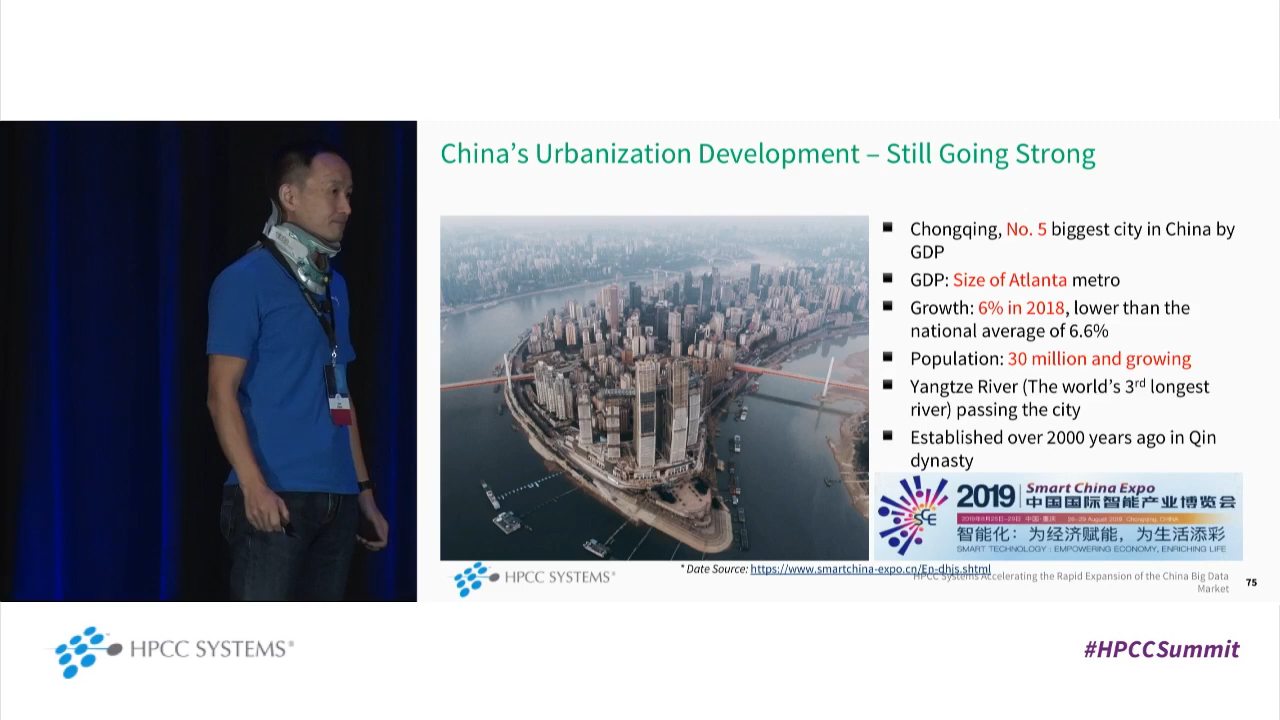 China's Urbanization Development – Still Going Strong
■ Chongqing, No. 5 biggest city in China by
GDP
■ GDP: Size of Atlanta metro
■ Growth: 6% in 2018, lower than the
national average of 6.6%
■ Population: 30 million and growing
■ Yangtze River (The world's 3rd longest
river) passing the city
■ Established over 2000 years ago in Qin
dynasty
SCE
2019 Smart China Expo
中国国际智能产业博览会
2019年8月26日-29日 中国·重庆 26-29 August 2019 Chongqing, CHINA
智能化：为经济赋能，为生活添彩
SMART TECHNOLOGY : EMPOWERING ECONOMY, ENRICHING LIFE
HPCC SYSTEMS®
* Date Source: https://www.smartchina-expo.cn/En-dhjs.shtml
HPCC Systems Accelerating the Rapid Expansion of the China Big Data
Market
75
HPCC SYSTEMS®
#HPCCSummit